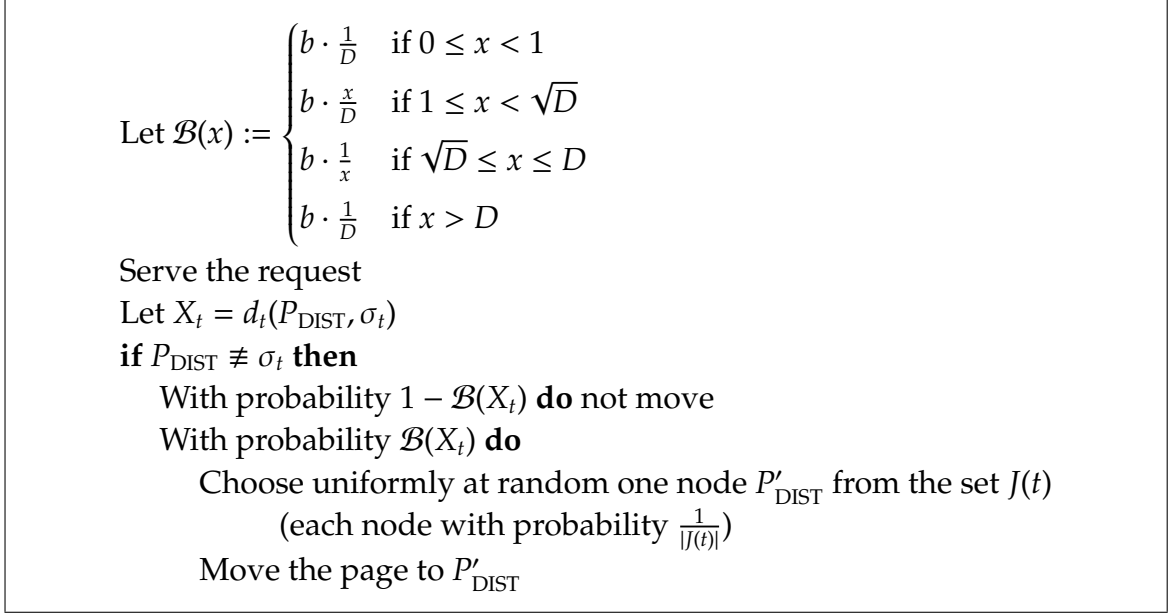 Let ℬ(x) := { b · 1/D if 0 ≤ x < 1
b · x/D if 1 ≤ x < √D
b · 1/x if √D ≤ x ≤ D
b · 1/D if x > D
Serve the request
Let X_t = d_t(P_DIST, σ_t)
if P_DIST ≢ σ_t then
With probability 1 − ℬ(X_t) do not move
With probability ℬ(X_t) do
Choose uniformly at random one node P′_DIST from the set J(t)
(each node with probability 1/|J(t)|)
Move the page to P′_DIST